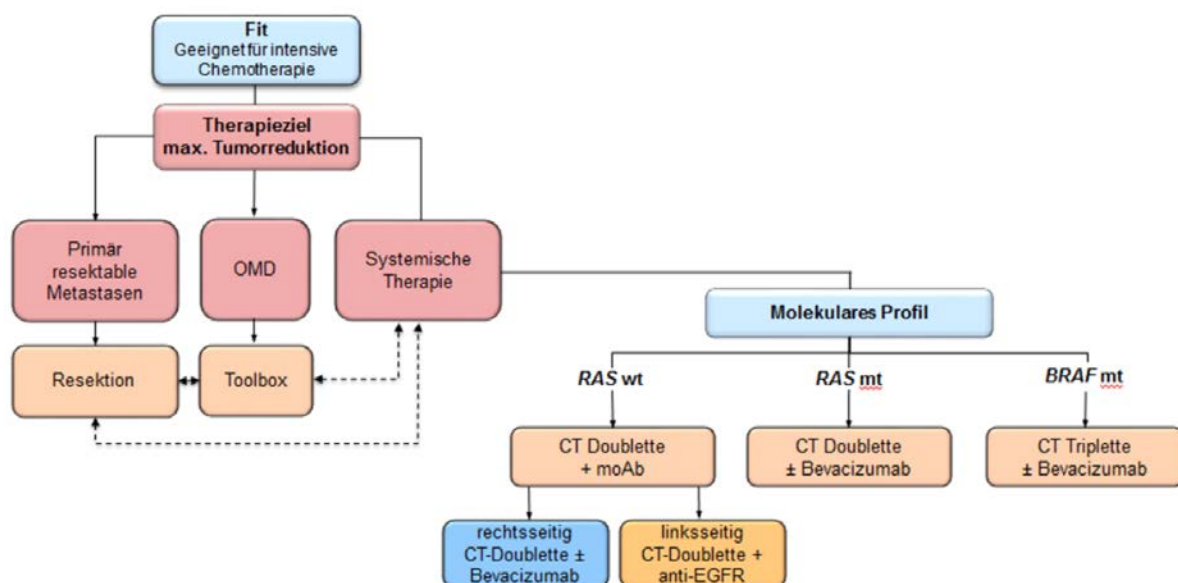 Fit
Geeignet für intensive
Chemotherapie
Therapieziel
max. Tumorreduktion
Primär
resektable
Metastasen
OMD
Systemische
Therapie
Molekulares Profil
Resektion
Toolbox
RAS wt
RAS mt
BRAF mt
CT Doublette
+ moAb
CT Doublette
± Bevacizumab
CT Triplette
± Bevacizumab
rechtsseitig
CT-Doublette ±
Bevacizumab
linksseitig
CT-Doublette +
anti-EGFR